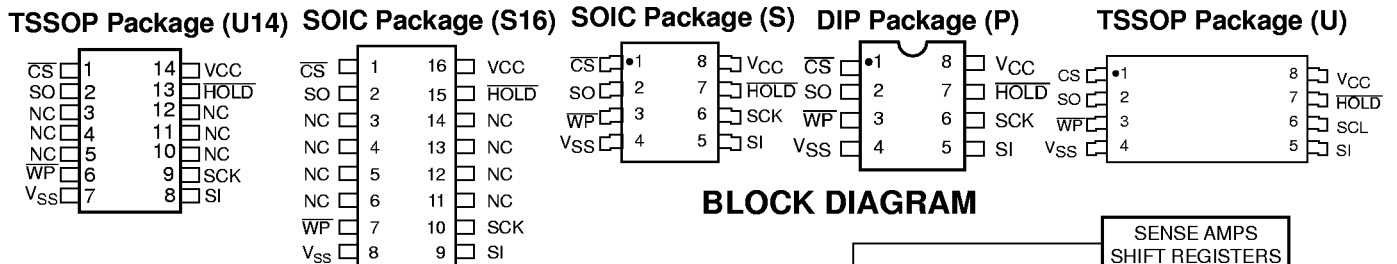 TSSOP Package (U14)
CS 1 14 VCC
SO 2 13 HOLD
NC 3 12 NC
NC 4 11 NC
NC 5 10 NC
WP 6 9 SCK
VSS 7 8 SI
SOIC Package (S16)
CS 1 16 VCC
SO 2 15 HOLD
NC 3 14 NC
NC 4 13 NC
NC 5 12 NC
NC 6 11 NC
WP 7 10 SCK
VSS 8 9 SI
SOIC Package (S)
CS 1 8 VCC
SO 2 7 HOLD
WP 3 6 SCK
VSS 4 5 SI
DIP Package (P)
CS 1 8 VCC
SO 2 7 HOLD
WP 3 6 SCK
VSS 4 5 SI
TSSOP Package (U)
CS 1 8 VCC
SO 2 7 HOLD
WP 3 6 SCL
VSS 4 5 SI
BLOCK DIAGRAM
SENSE AMPS
SHIFT REGISTERS